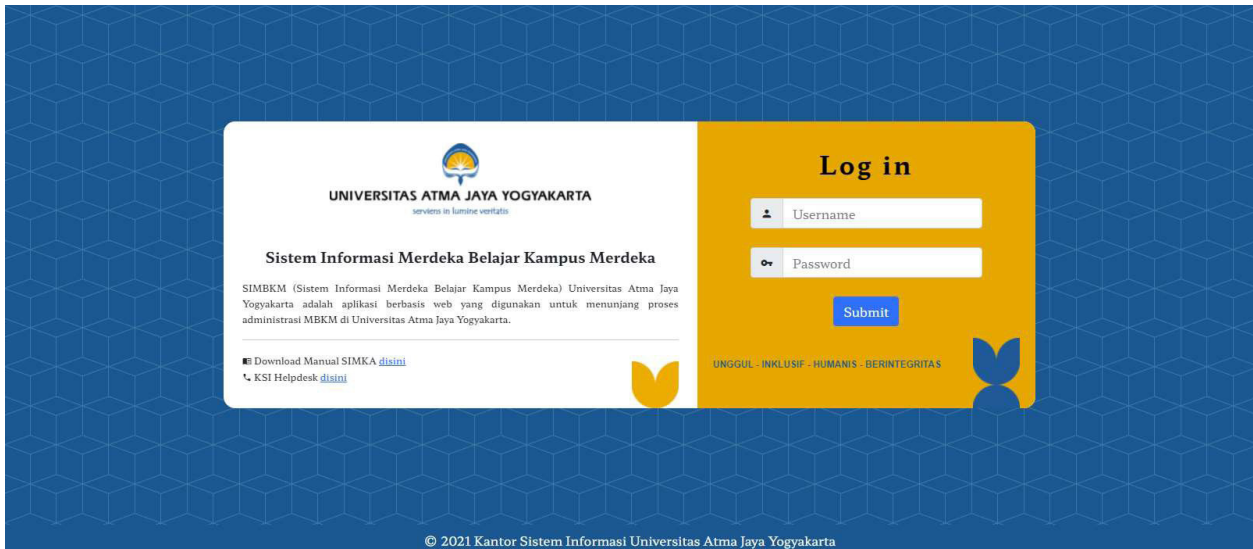 UNIVERSITAS ATMA JAYA YOGYAKARTA
serviens in lumine veritatis
Sistem Informasi Merdeka Belajar Kampus Merdeka
SIMBKM (Sistem Informasi Merdeka Belajar Kampus Merdeka) Universitas Atma Jaya
Yogyakarta adalah aplikasi berbasis web yang digunakan untuk menunjang proses
administrasi MBKM di Universitas Atma Jaya Yogyakarta.
Download Manual SIMKA disini
KSI Helpdesk disini
Log in
Username
Password
Submit
UNGGUL - INKLUSIF - HUMANIS - BERINTEGRITAS
© 2021 Kantor Sistem Informasi Universitas Atma Jaya Yogyakarta